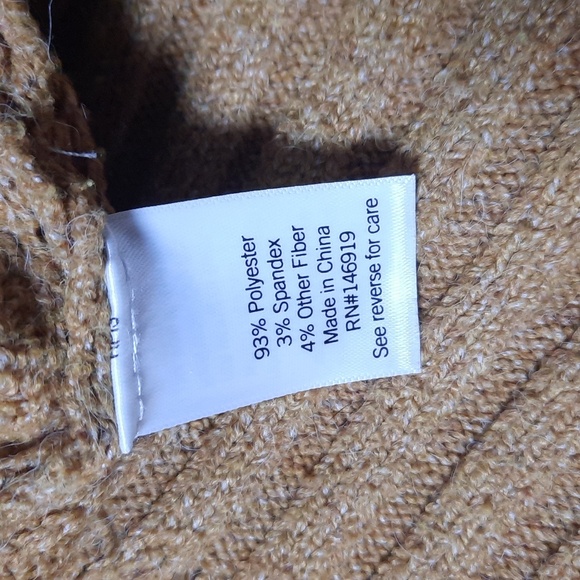 93% Polyester
3% Spandex
4% Other Fiber
Made in China
RN#146919
See reverse for care